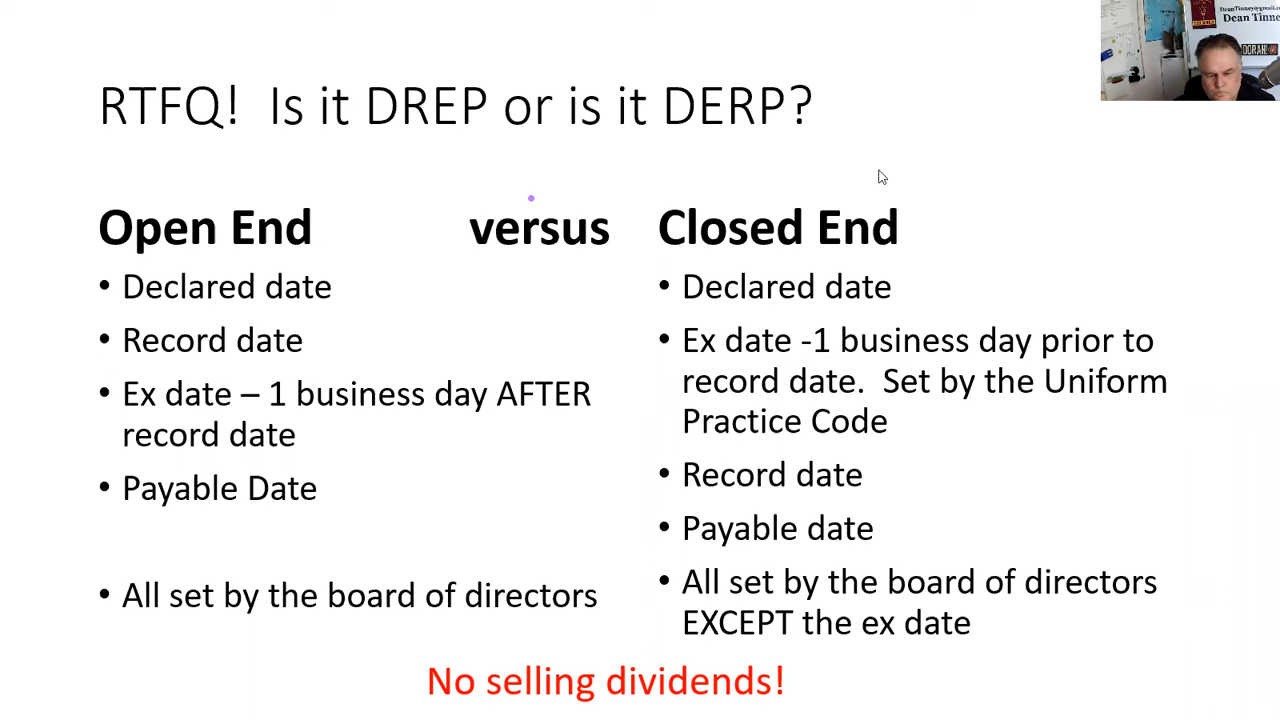 RTFQ! Is it DREP or is it DERP?
Open End versus Closed End
• Declared date
• Record date
• Ex date – 1 business day AFTER
record date
• Payable Date
• All set by the board of directors
• Declared date
• Ex date -1 business day prior to
record date. Set by the Uniform
Practice Code
• Record date
• Payable date
• All set by the board of directors
EXCEPT the ex date
No selling dividends!
Dean Tinne